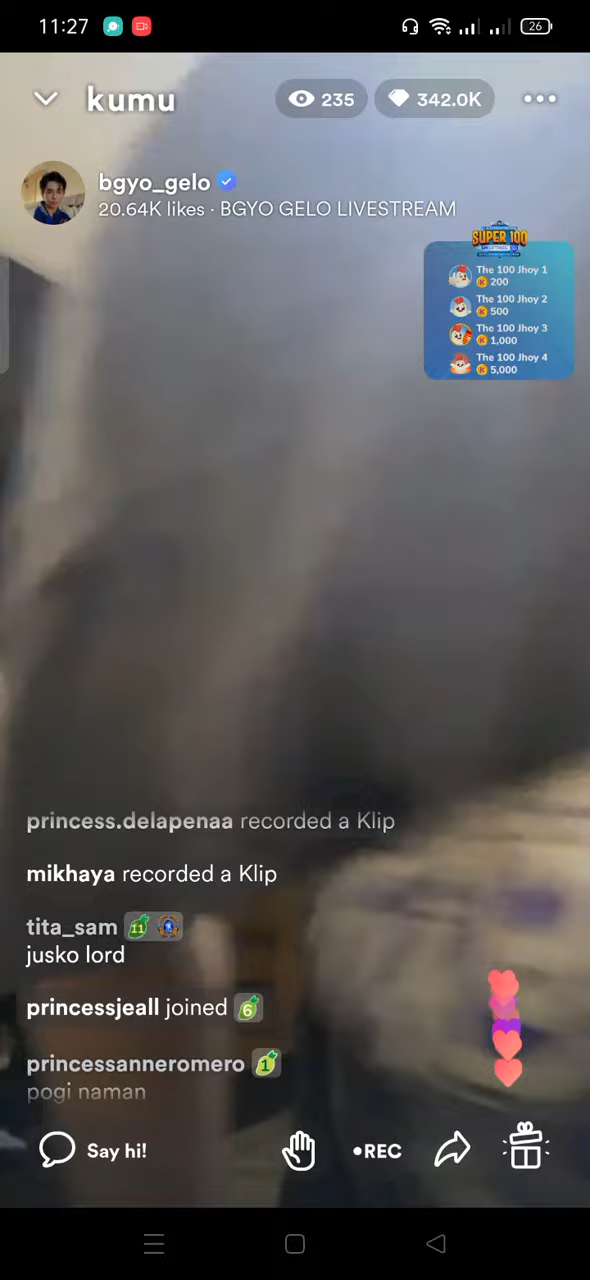 11:27
26
kumu
235
342.0K
bgyo_gelo
20.64K likes · BGYO GELO LIVESTREAM
SUPER 100
The 100 Jhoy 1
200
The 100 Jhoy 2
500
The 100 Jhoy 3
1,000
The 100 Jhoy 4
5,000
princess.delapenaa recorded a Klip
mikhaya recorded a Klip
tita_sam 11
jusko lord
princessjeall joined 6
princessanneromero 1
pogi naman
Say hi!
•REC